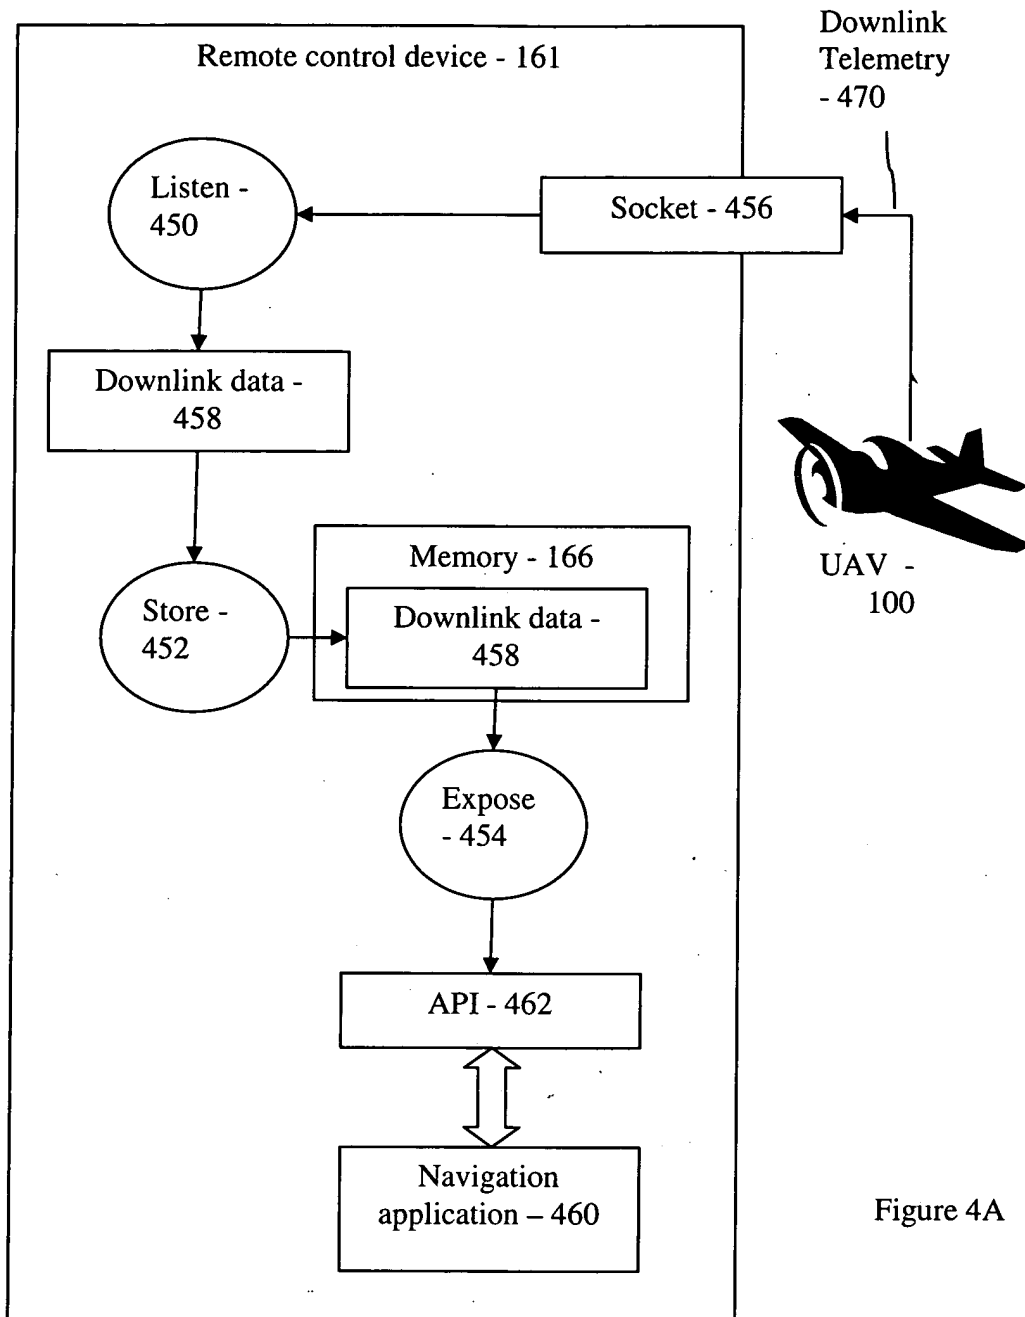 Downlink
Telemetry
- 470
Remote control device - 161
Listen -
450
Socket - 456
Downlink data -
458
Memory - 166
Store -
452
Downlink data -
458
UAV -
100
Expose
- 454
API - 462
Navigation
application – 460
Figure 4A